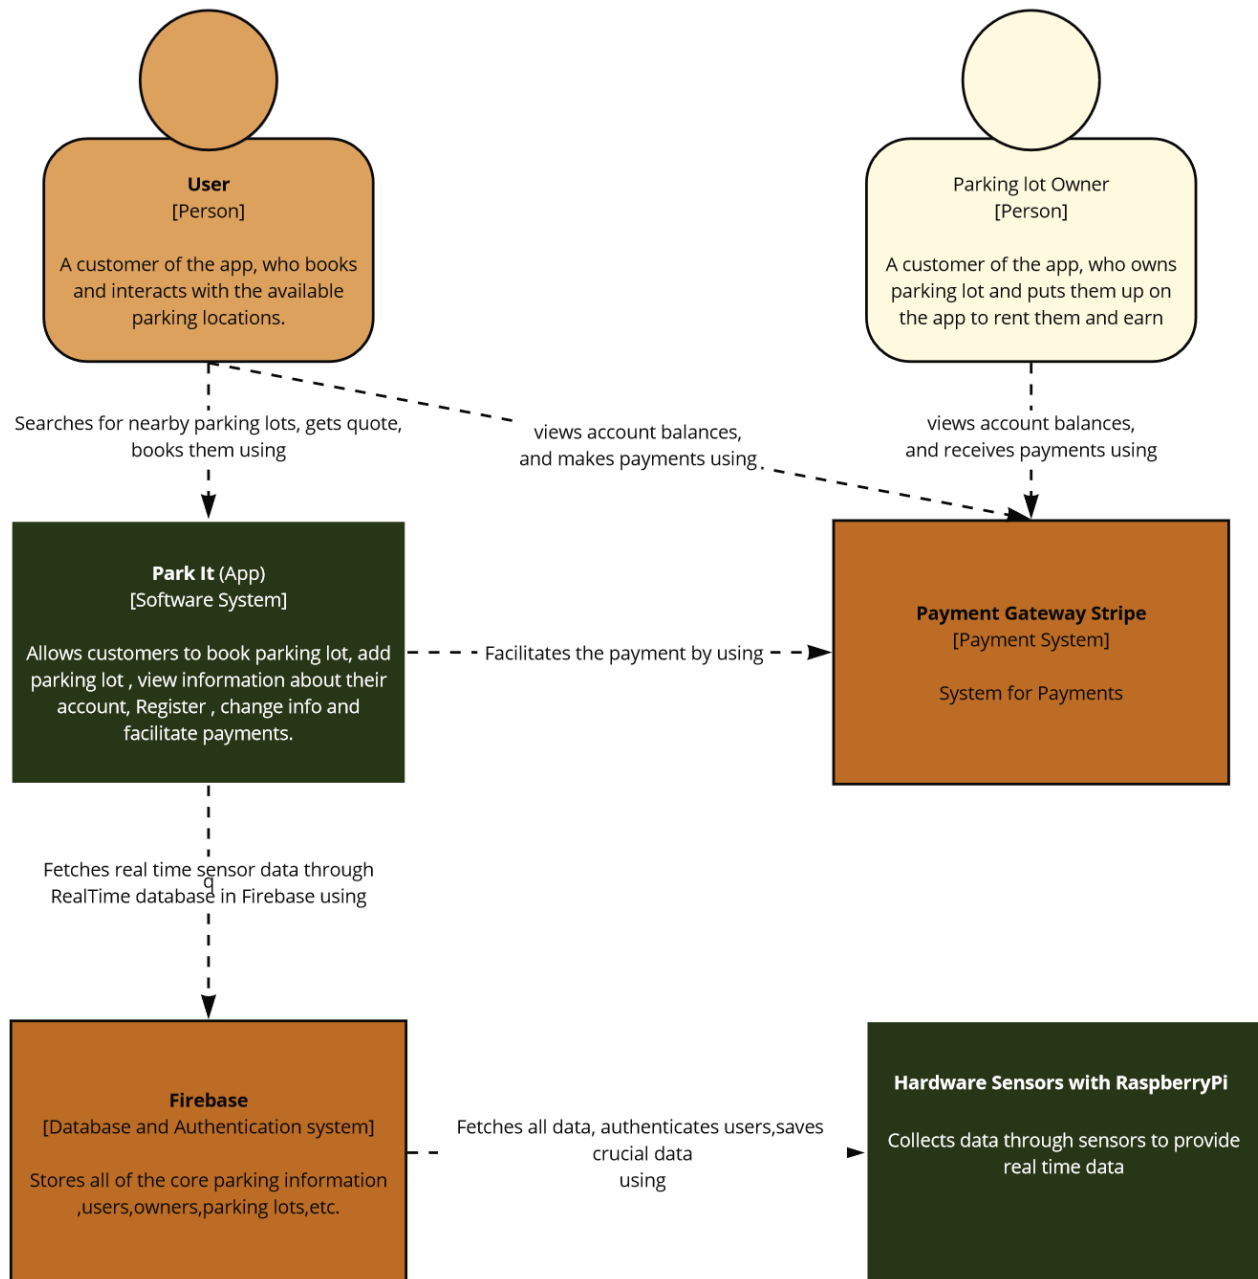 User
[Person]
A customer of the app, who books
and interacts with the available
parking locations.
Parking lot Owner
[Person]
A customer of the app, who owns
parking lot and puts them up on
the app to rent them and earn
Searches for nearby parking lots, gets quote,
books them using
views account balances,
and makes payments using
views account balances,
and receives payments using
Park It (App)
[Software System]
Allows customers to book parking lot, add
parking lot , view information about their
account, Register , change info and
facilitate payments.
Facilitates the payment by using
Payment Gateway Stripe
[Payment System]
System for Payments
Fetches real time sensor data through
q
RealTime database in Firebase using
Firebase
[Database and Authentication system]
Stores all of the core parking information
,users,owners,parking lots,etc.
Fetches all data, authenticates users,saves
crucial data
using
Hardware Sensors with RaspberryPi
Collects data through sensors to provide
real time data